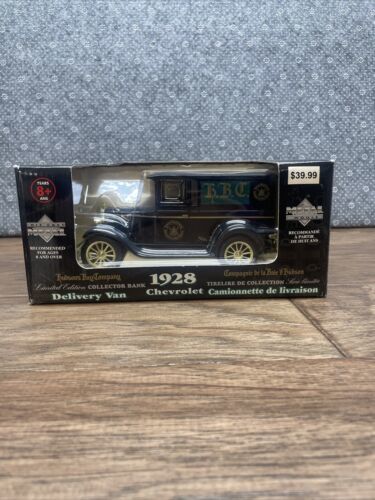 $39.99
YEARS
8+
ANS
H.B.C.
RECOMMENDED
FOR AGES
8 AND OVER
RECOMMANDÉ
À PARTIR
DE HUIT ANS
Hudson's Bay Company
1928
Compagnie de la Baie d'Hudson
Limited Edition COLLECTOR BANK
TIRELIRE DE COLLECTION Série limitée
Delivery Van
Chevrolet
Camionnette de livraison